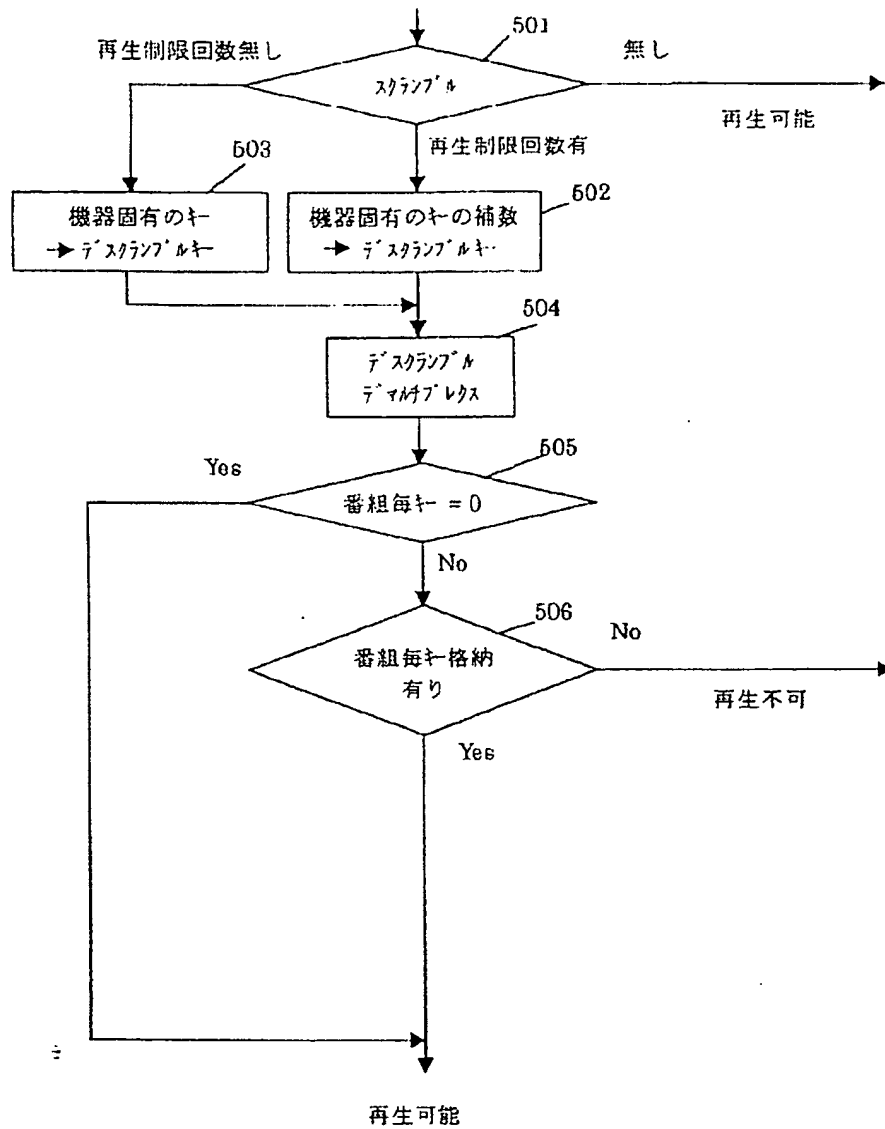 501
再生制限回数無し
無し
スクランブル
再生可能
再生制限回数有
503
502
機器固有のキー
→デスクランブルキー
機器固有のキーの補数
→デスクランブルキー
504
デスクランブル
デマルチプレクス
505
Yes
番組毎キー = 0
No
506
No
番組毎キー格納
有り
再生不可
Yes
再生可能